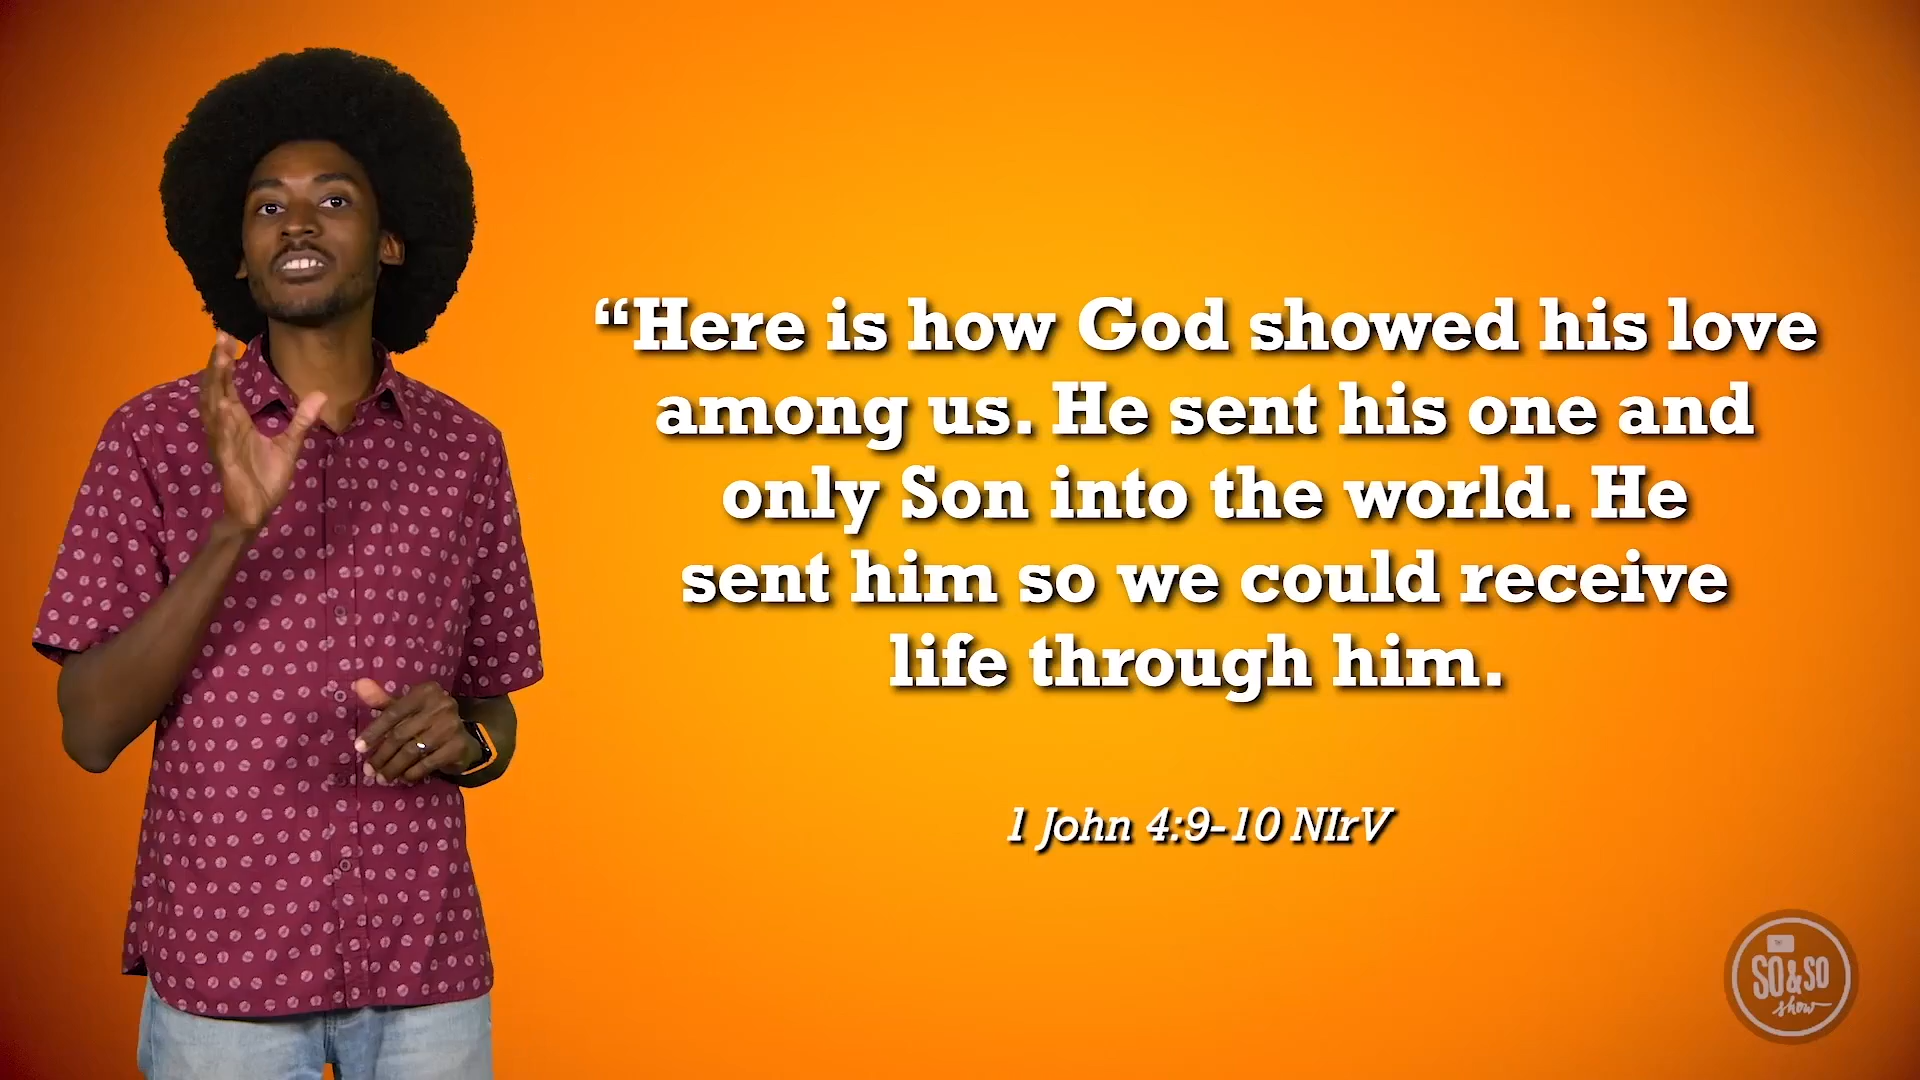 “Here is how God showed his love
among us. He sent his one and
only Son into the world. He
sent him so we could receive
life through him.
1 John 4:9-10 NIrV
SO&SO
show